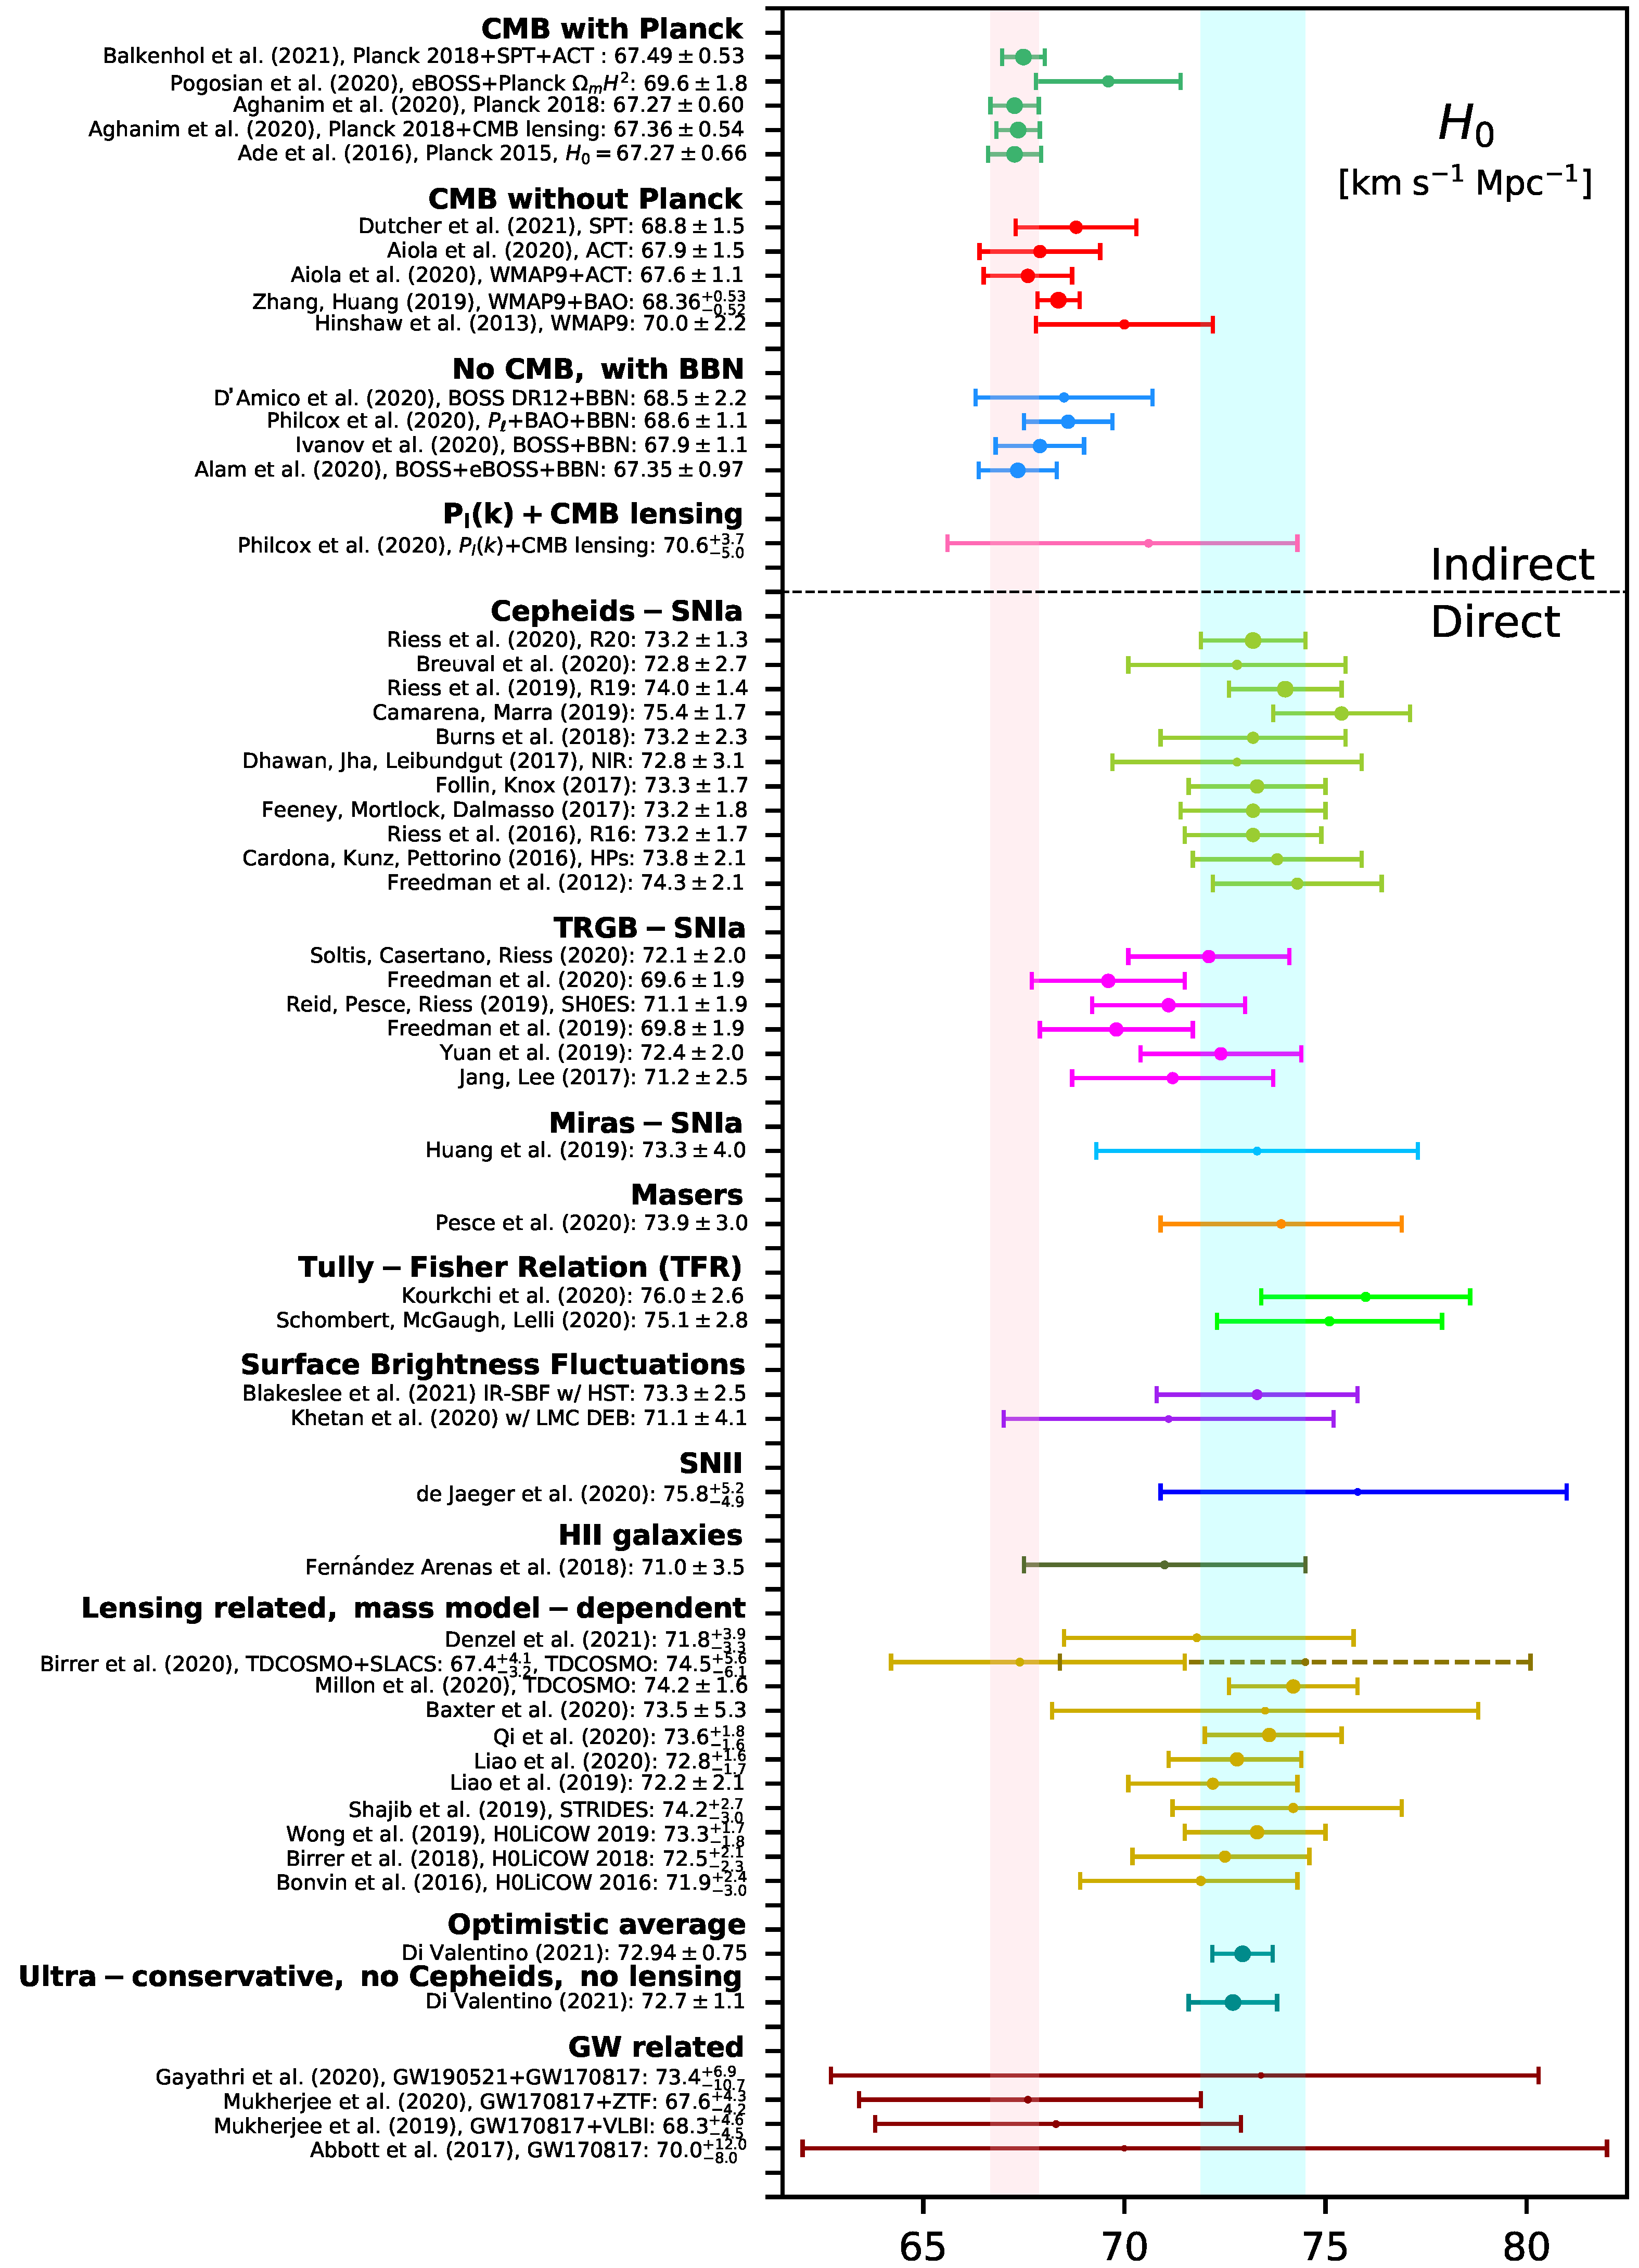 CMB with Planck
Balkenhol et al. (2021), Planck 2018+SPT+ACT : 67.49 ± 0.53
Pogosian et al. (2020), eBOSS+Planck ΩₘH²: 69.6 ± 1.8
Aghanim et al. (2020), Planck 2018: 67.27 ± 0.60
Aghanim et al. (2020), Planck 2018+CMB lensing: 67.36 ± 0.54
Ade et al. (2016), Planck 2015, H₀ = 67.27 ± 0.66
H₀
[km s⁻¹ Mpc⁻¹]
CMB without Planck
Dutcher et al. (2021), SPT: 68.8 ± 1.5
Aiola et al. (2020), ACT: 67.9 ± 1.5
Aiola et al. (2020), WMAP9+ACT: 67.6 ± 1.1
Zhang, Huang (2019), WMAP9+BAO: 68.36 +0.53 −0.52
Hinshaw et al. (2013), WMAP9: 70.0 ± 2.2
No CMB, with BBN
D'Amico et al. (2020), BOSS DR12+BBN: 68.5 ± 2.2
Philcox et al. (2020), Pℓ+BAO+BBN: 68.6 ± 1.1
Ivanov et al. (2020), BOSS+BBN: 67.9 ± 1.1
Alam et al. (2020), BOSS+eBOSS+BBN: 67.35 ± 0.97
Pₗ(k) + CMB lensing
Philcox et al. (2020), Pₗ(k)+CMB lensing: 70.6 +3.7 −5.0
Indirect
Direct
Cepheids − SNIa
Riess et al. (2020), R20: 73.2 ± 1.3
Breuval et al. (2020): 72.8 ± 2.7
Riess et al. (2019), R19: 74.0 ± 1.4
Camarena, Marra (2019): 75.4 ± 1.7
Burns et al. (2018): 73.2 ± 2.3
Dhawan, Jha, Leibundgut (2017), NIR: 72.8 ± 3.1
Follin, Knox (2017): 73.3 ± 1.7
Feeney, Mortlock, Dalmasso (2017): 73.2 ± 1.8
Riess et al. (2016), R16: 73.2 ± 1.7
Cardona, Kunz, Pettorino (2016), HPs: 73.8 ± 2.1
Freedman et al. (2012): 74.3 ± 2.1
TRGB − SNIa
Soltis, Casertano, Riess (2020): 72.1 ± 2.0
Freedman et al. (2020): 69.6 ± 1.9
Reid, Pesce, Riess (2019), SH0ES: 71.1 ± 1.9
Freedman et al. (2019): 69.8 ± 1.9
Yuan et al. (2019): 72.4 ± 2.0
Jang, Lee (2017): 71.2 ± 2.5
Miras − SNIa
Huang et al. (2019): 73.3 ± 4.0
Masers
Pesce et al. (2020): 73.9 ± 3.0
Tully − Fisher Relation (TFR)
Kourkchi et al. (2020): 76.0 ± 2.6
Schombert, McGaugh, Lelli (2020): 75.1 ± 2.8
Surface Brightness Fluctuations
Blakeslee et al. (2021) IR-SBF w/ HST: 73.3 ± 2.5
Khetan et al. (2020) w/ LMC DEB: 71.1 ± 4.1
SNII
de Jaeger et al. (2020): 75.8 +5.2 −4.9
HII galaxies
Fernández Arenas et al. (2018): 71.0 ± 3.5
Lensing related, mass model − dependent
Denzel et al. (2021): 71.8 +3.9 −3.3
Birrer et al. (2020), TDCOSMO+SLACS: 67.4 +4.1 −3.2, TDCOSMO: 74.5 +5.6 −6.1
Millon et al. (2020), TDCOSMO: 74.2 ± 1.6
Baxter et al. (2020): 73.5 ± 5.3
Qi et al. (2020): 73.6 +1.8 −1.6
Liao et al. (2020): 72.8 +1.6 −1.7
Liao et al. (2019): 72.2 ± 2.1
Shajib et al. (2019), STRIDES: 74.2 +2.7 −3.0
Wong et al. (2019), H0LiCOW 2019: 73.3 +1.7 −1.8
Birrer et al. (2018), H0LiCOW 2018: 72.5 +2.1 −2.3
Bonvin et al. (2016), H0LiCOW 2016: 71.9 +2.4 −3.0
Optimistic average
Di Valentino (2021): 72.94 ± 0.75
Ultra − conservative, no Cepheids, no lensing
Di Valentino (2021): 72.7 ± 1.1
GW related
Gayathri et al. (2020), GW190521+GW170817: 73.4 +6.9 −10.7
Mukherjee et al. (2020), GW170817+ZTF: 67.6 +4.3 −4.2
Mukherjee et al. (2019), GW170817+VLBI: 68.3 +4.6 −4.5
Abbott et al. (2017), GW170817: 70.0 +12.0 −8.0
65 70 75 80